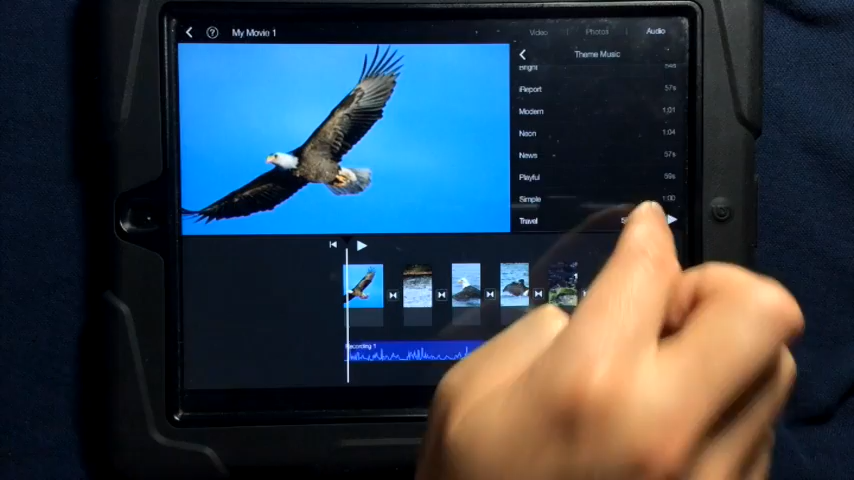 My Movie 1
Video
Photos
Audio
Theme Music
Bright
iReport 57s
Modern 1:01
Neon 1:04
News 57s
Playful 59s
Simple 1:00
Travel
Recording 1